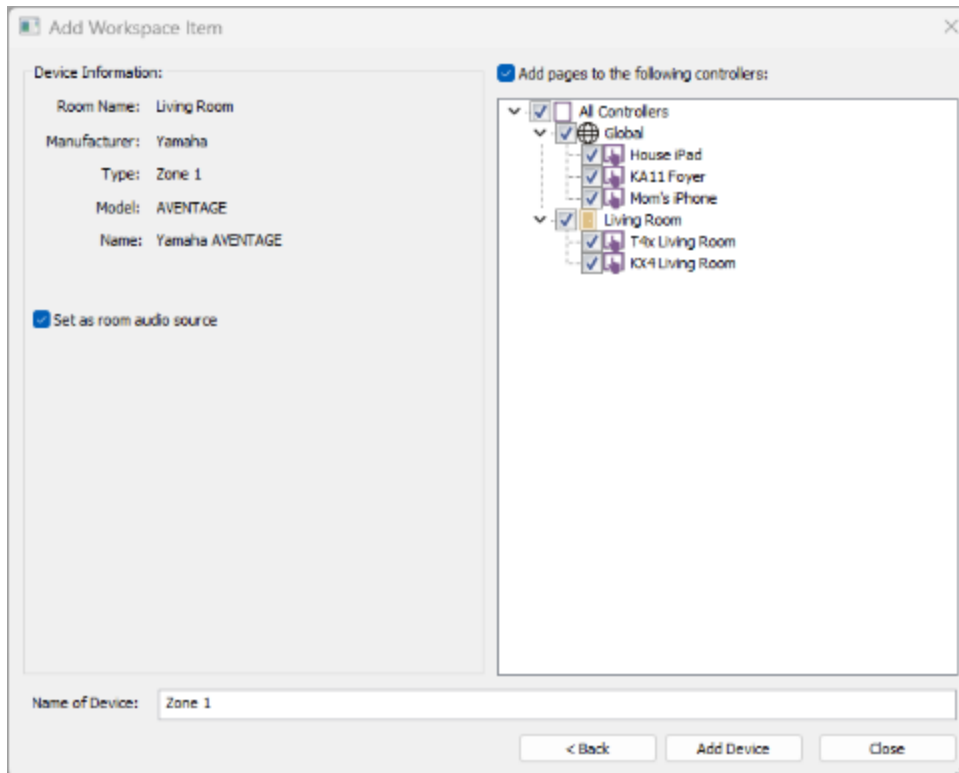 Add Workspace Item
Device Information:
Room Name: Living Room
Manufacturer: Yamaha
Type: Zone 1
Model: AVENTAGE
Name: Yamaha AVENTAGE
Set as room audio source
Add pages to the following controllers:
All Controllers
Global
House iPad
KA11 Foyer
Mom's iPhone
Living Room
T4x Living Room
KX4 Living Room
Name of Device: Zone 1
< Back Add Device Close